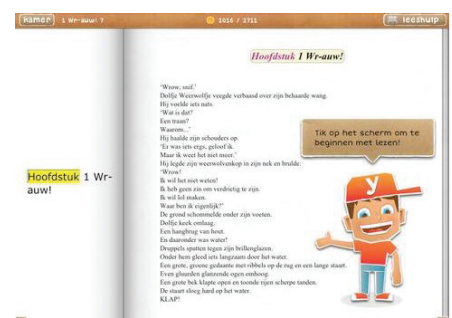 Kamer
1 Wr-auw! 7
2016 / 2711
leeshulp
Hoofdstuk 1 Wr-auw!
'Wrow, snif.'
Dolfje Weerwolfje veegde verbaasd over zijn behaarde wang.
Hij voelde iets nats.
'Wat is dat?
Een traan?
Waarom...'
Hij haalde zijn schouders op.
'Er was iets ergs, geloof ik.
Maar ik weet het niet meer.'
Hij legde zijn weerwolvenkop in zijn nek en brulde:
'Wrow!
Ik wil het niet weten!
Ik heb geen zin om verdrietig te zijn.
Ik wil lol maken.
Waar ben ik eigenlijk?'
De grond schommelde onder zijn voeten.
Dolfje keek omlaag.
Een hangbrug van hout.
En daaronder was water!
Druppels spatten tegen zijn brillenglazen.
Onder hem gleed iets langzaam door het water.
Een grote, groene gedaante met ribbels op de rug en een lange staart.
Even gloeiden glanzende ogen omhoog.
Een grote bek klapte open en toonde rijen scherpe tanden.
De staart sloeg hard op het water.
KLAP!
Hoofdstuk 1 Wr-
auw!
Tik op het scherm om te
beginnen met lezen!
y